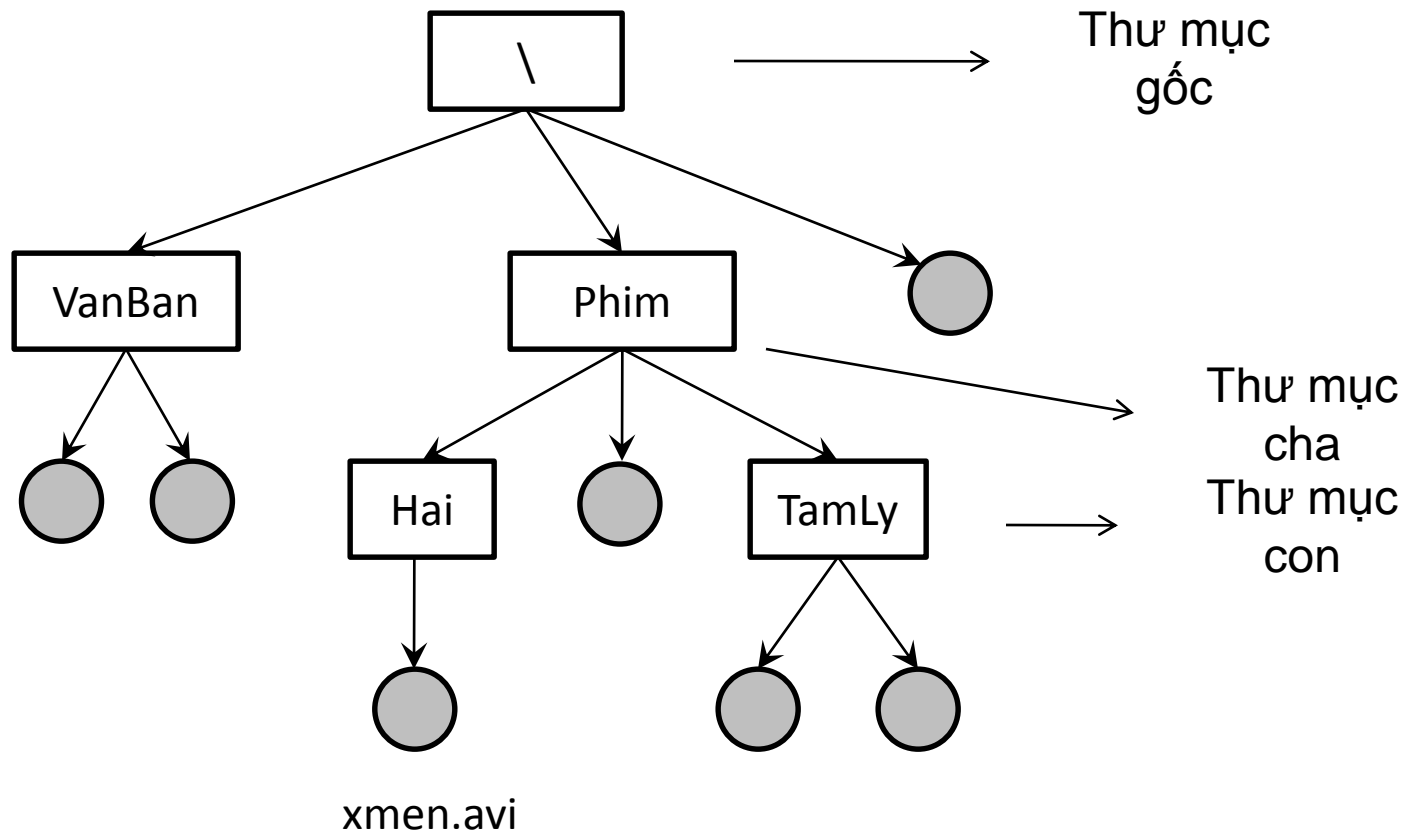 \
Thư mục
gốc
VanBan
Phim
Thư mục
cha
Hai
TamLy
Thư mục
con
xmen.avi